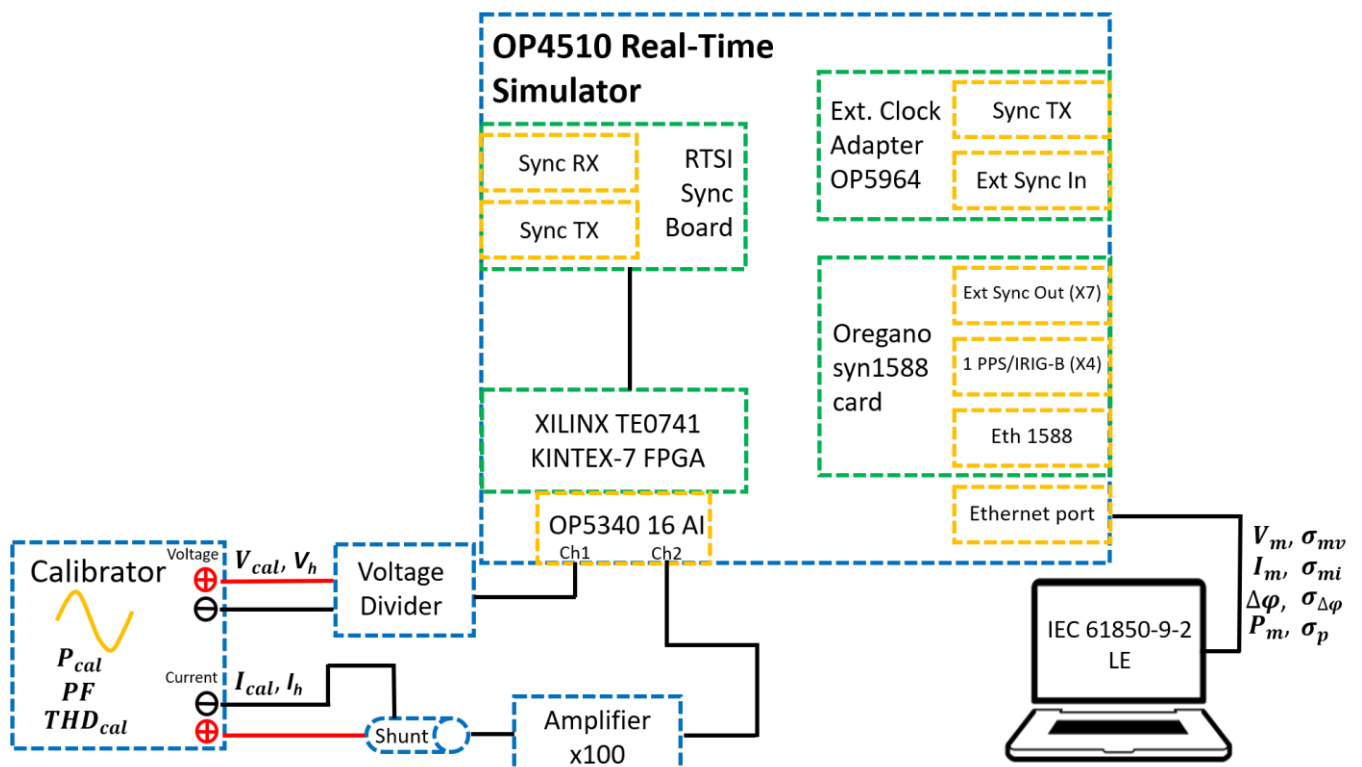 OP4510 Real-Time
Simulator
Sync RX
Sync TX
RTSI
Sync
Board
Ext. Clock
Adapter
OP5964
Sync TX
Ext Sync In
Oregano
syn1588
card
Ext Sync Out (X7)
1 PPS/IRIG-B (X4)
Eth 1588
Ethernet port
XILINX TE0741
KINTEX-7 FPGA
OP5340 16 AI
Ch1
Ch2
Calibrator
P_cal
PF
THD_cal
Voltage
⊕
⊖
Current
⊖
⊕
V_cal, V_h
I_cal, I_h
Voltage
Divider
Shunt
Amplifier
x100
IEC 61850-9-2
LE
V_m, σ_mv
I_m, σ_mi
Δφ, σ_Δφ
P_m, σ_p